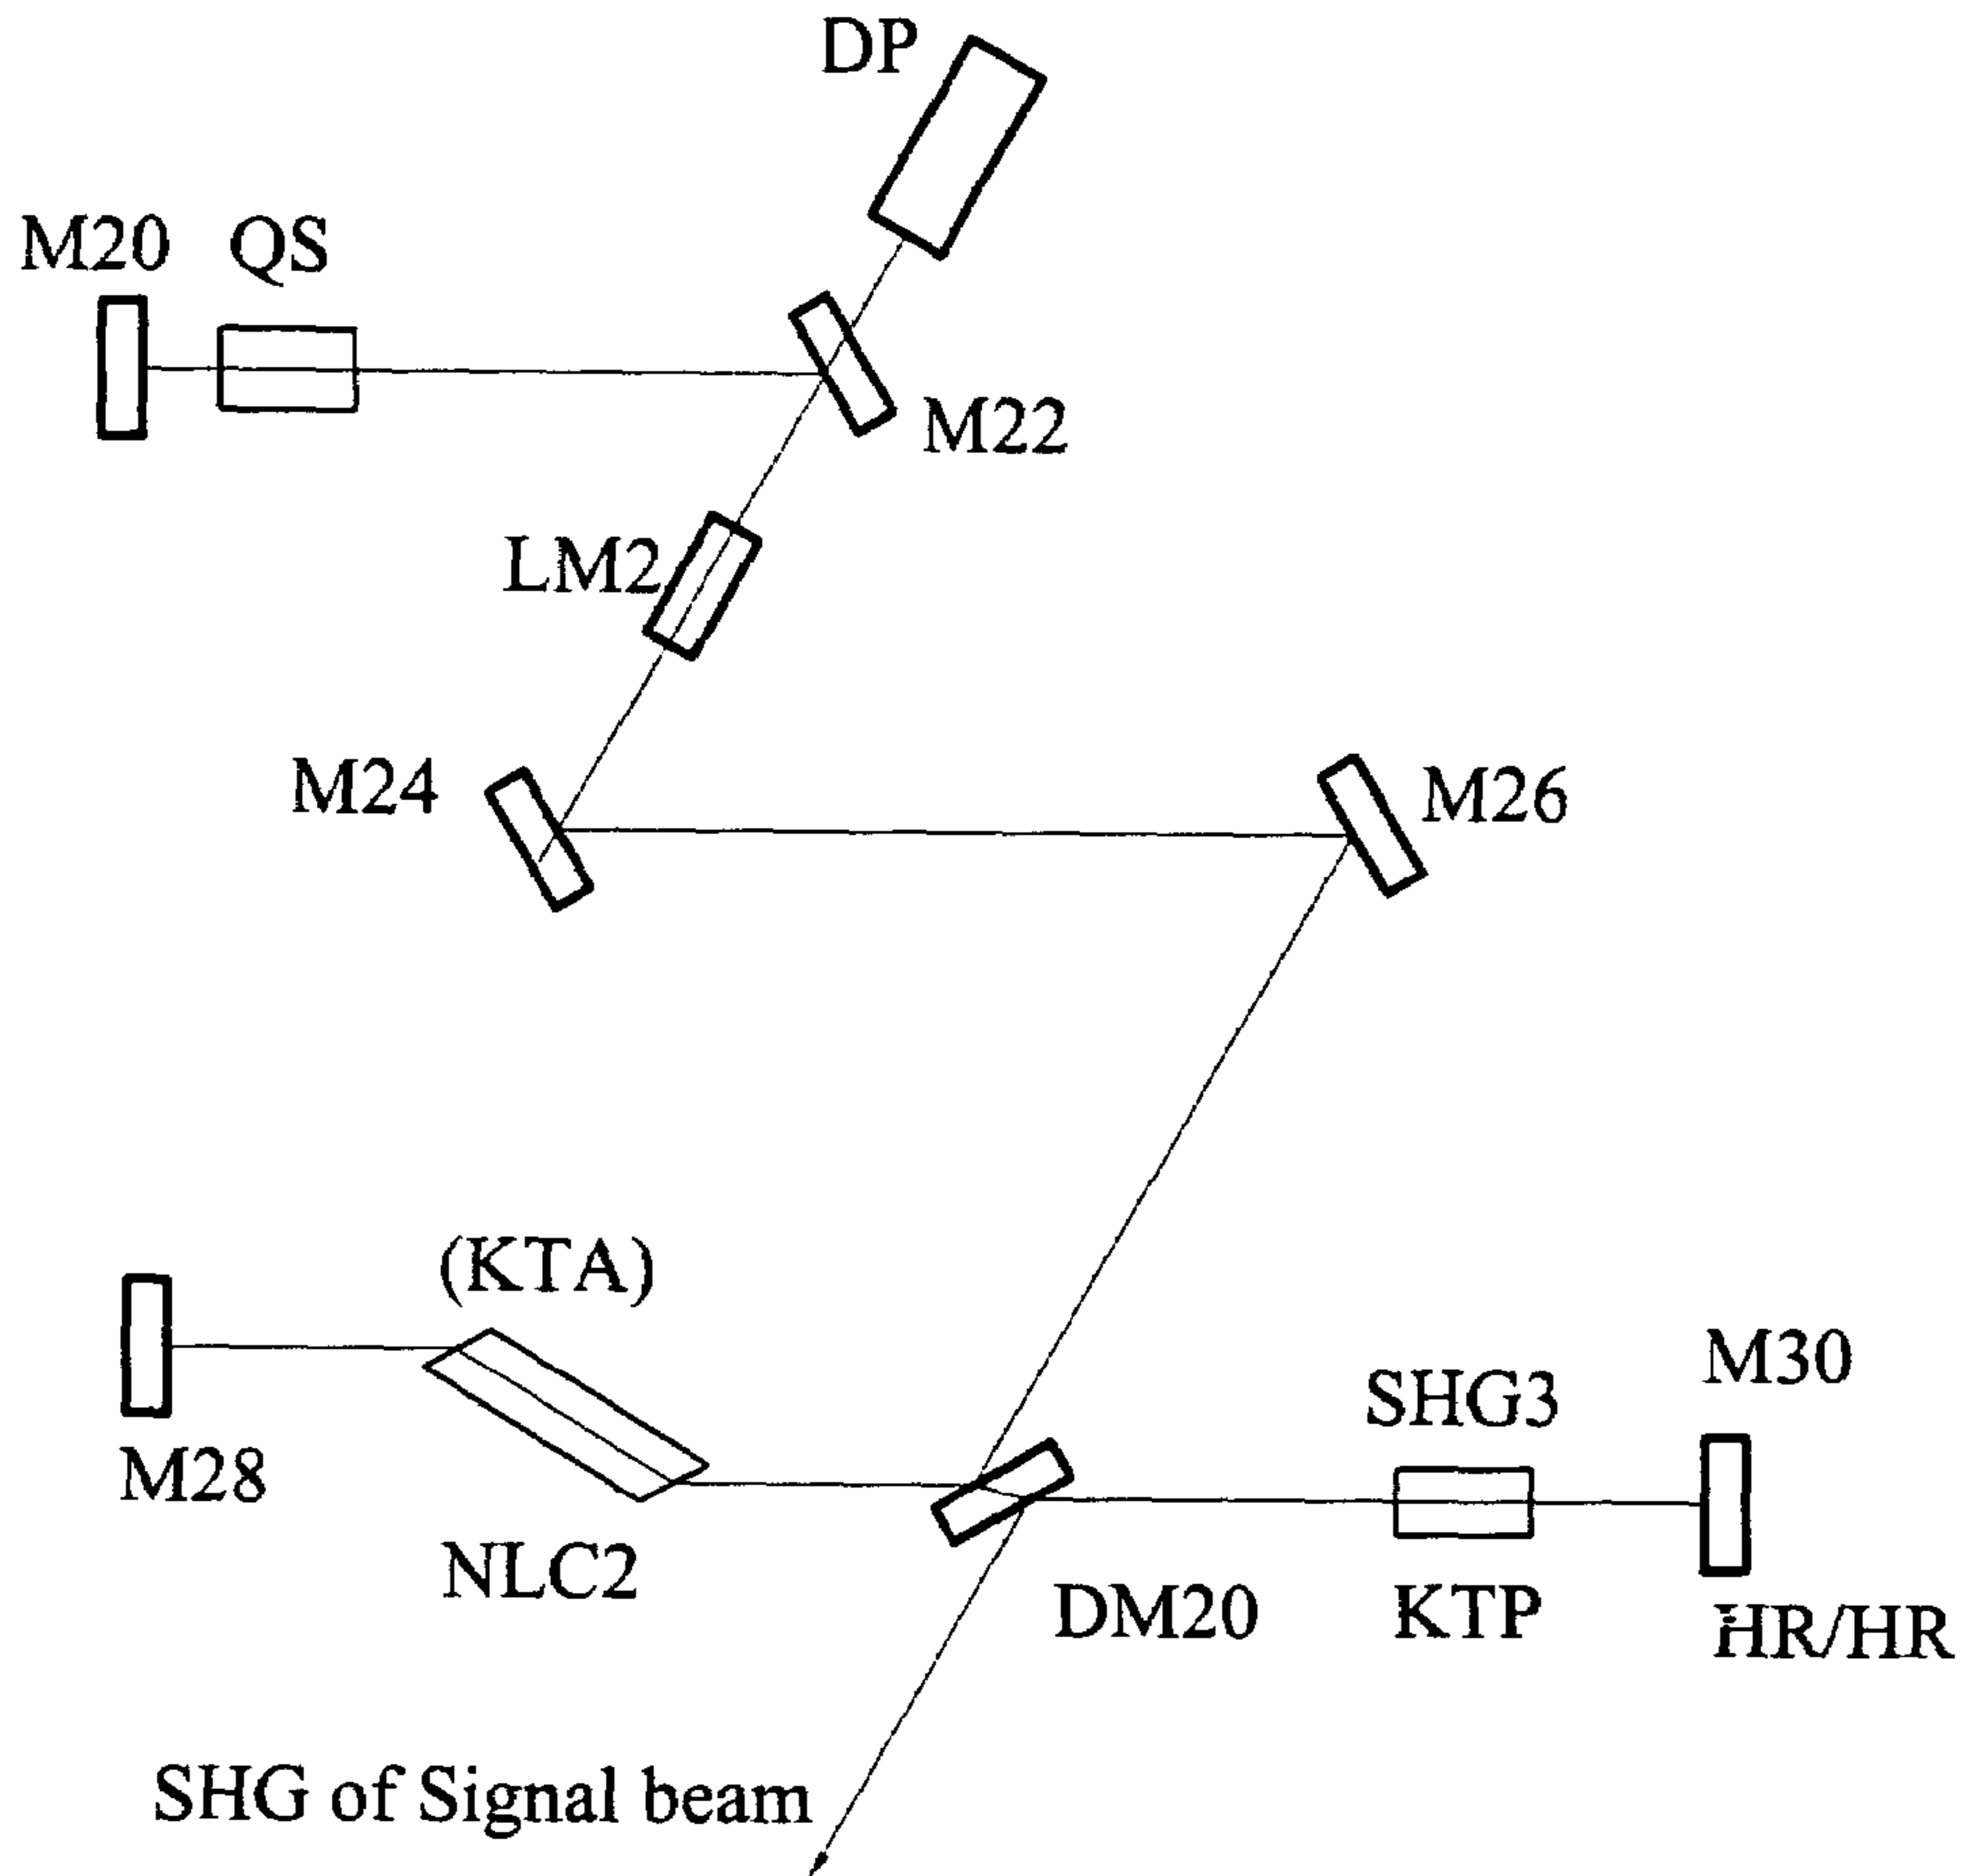 DP
M20
QS
M22
LM2
M24
M26
(KTA)
M30
SHG3
M28
NLC2
DM20
KTP
HR/HR
SHG of Signal beam